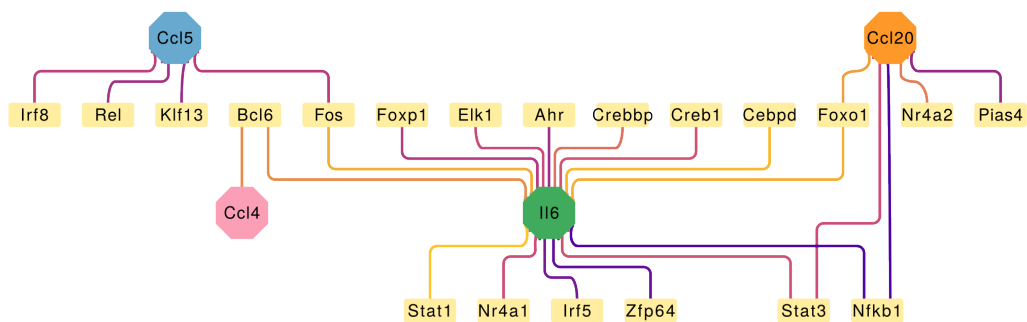 Ccl5
Ccl20
Irf8 Rel Klf13 Bcl6 Fos Foxp1 Elk1 Ahr Crebbp Creb1 Cebpd Foxo1 Nr4a2 Pias4
Ccl4
Il6
Stat1 Nr4a1 Irf5 Zfp64 Stat3 Nfkb1